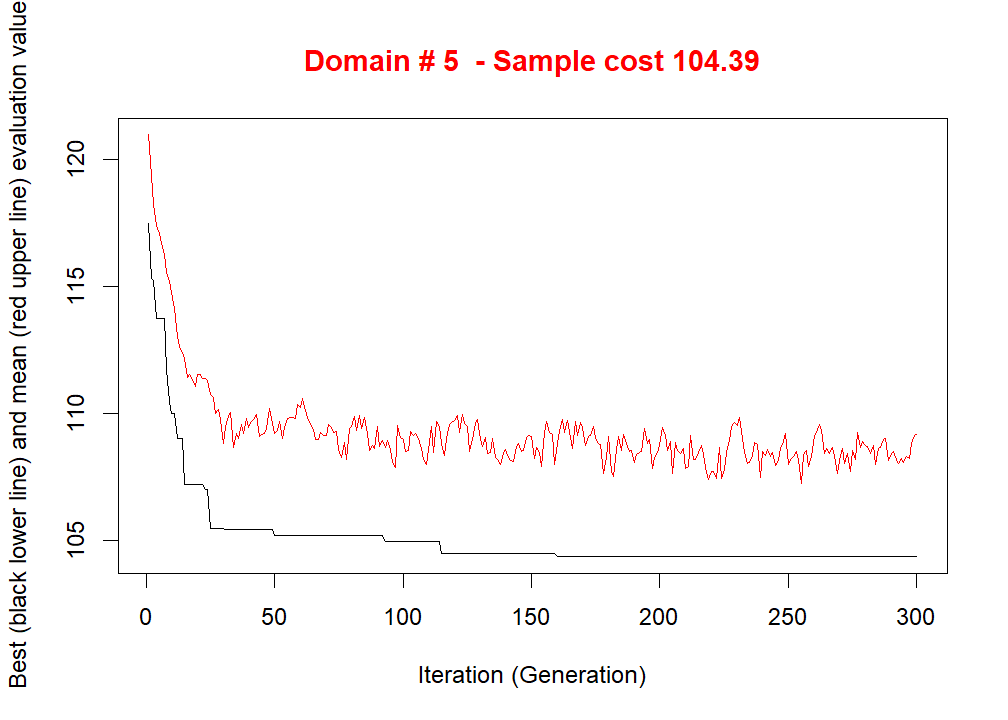 Domain # 5  - Sample cost 104.39
Best (black lower line) and mean (red upper line) evaluation value
120
115
110
105
0 50 100 150 200 250 300
Iteration (Generation)